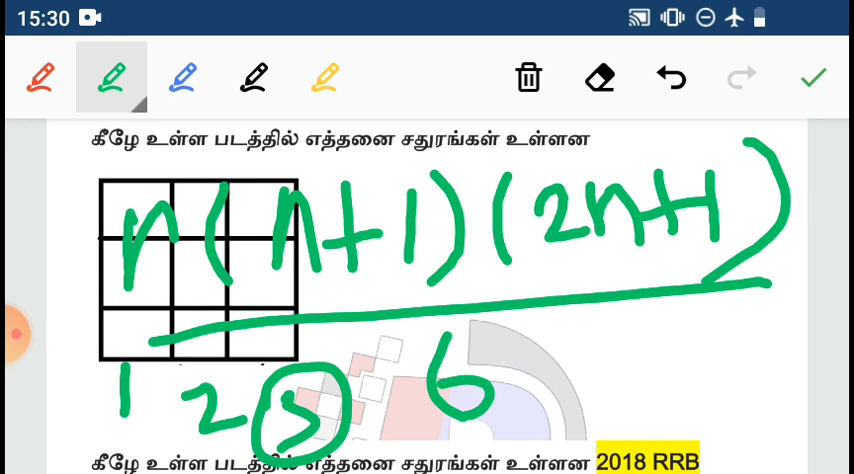 15:30
கீழே உள்ள படத்தில் எத்தனை சதுரங்கள் உள்ளன
n(n+1)(2n+1)
6
1 2 3
கீழே உள்ள படத்தில் எத்தனை சதுரங்கள் உள்ளன 2018 RRB